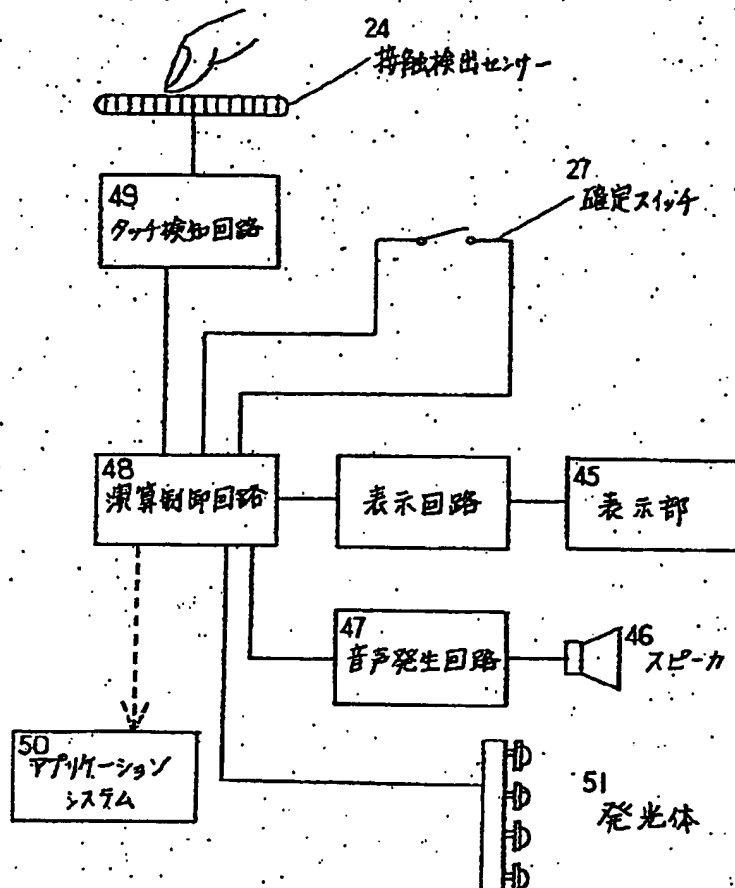 24
接触検出センサー
27
確定スイッチ
49
タッチ検知回路
48
演算制御回路
表示回路
45
表示部
47
音声発生回路
46
スピーカ
50
アプリケーション
システム
51
発光体